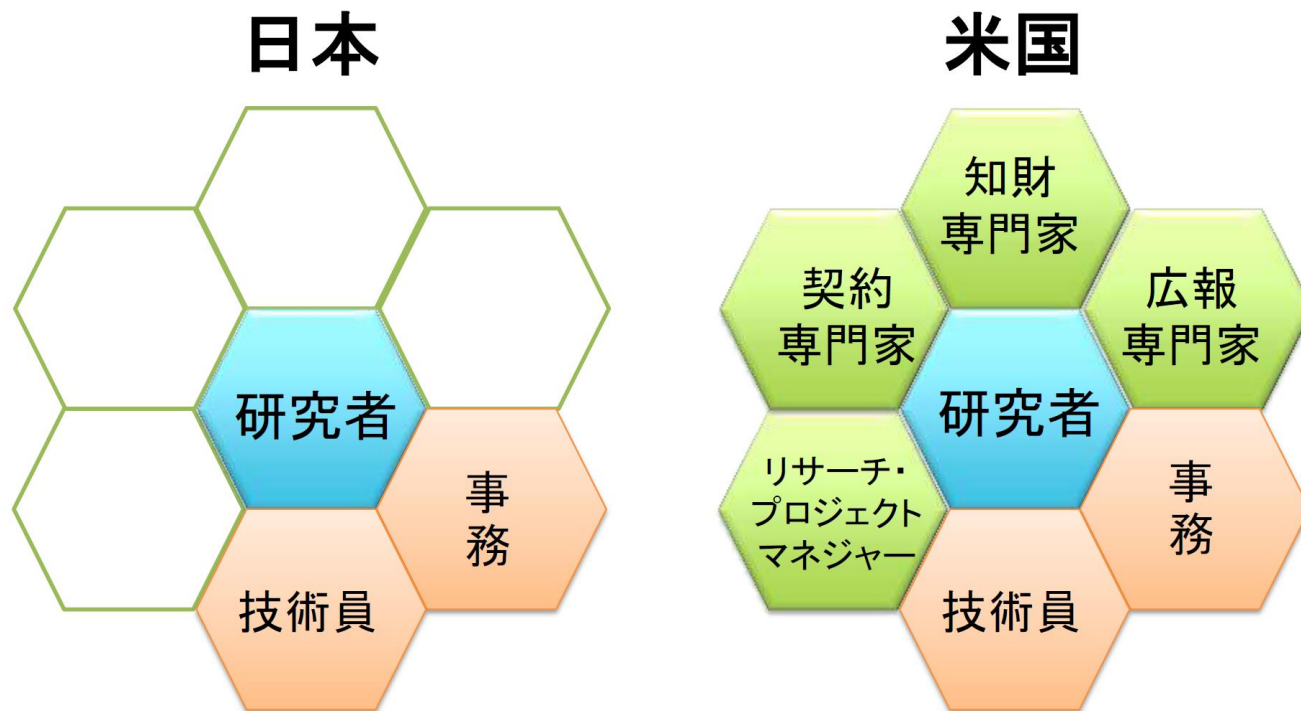 日本
研究者
事
務
技術員
米国
知財
専門家
契約
専門家
広報
専門家
研究者
リサーチ・
プロジェクト
マネジャー
事
務
技術員